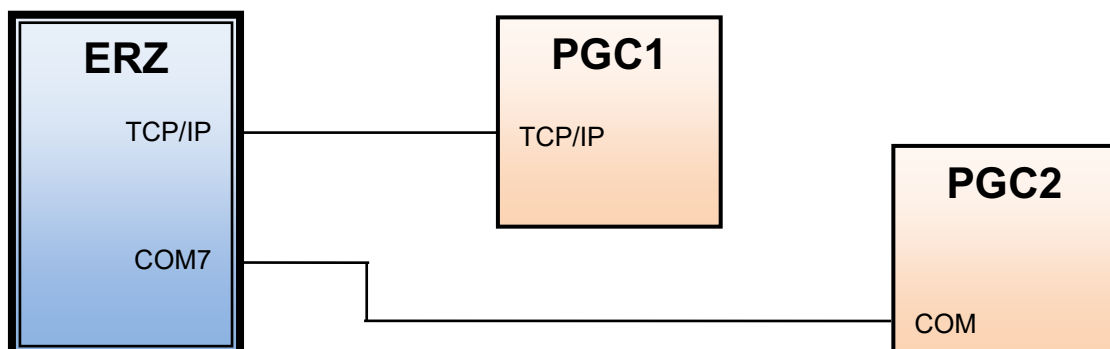 ERZ
TCP/IP
COM7
PGC1
TCP/IP
PGC2
COM